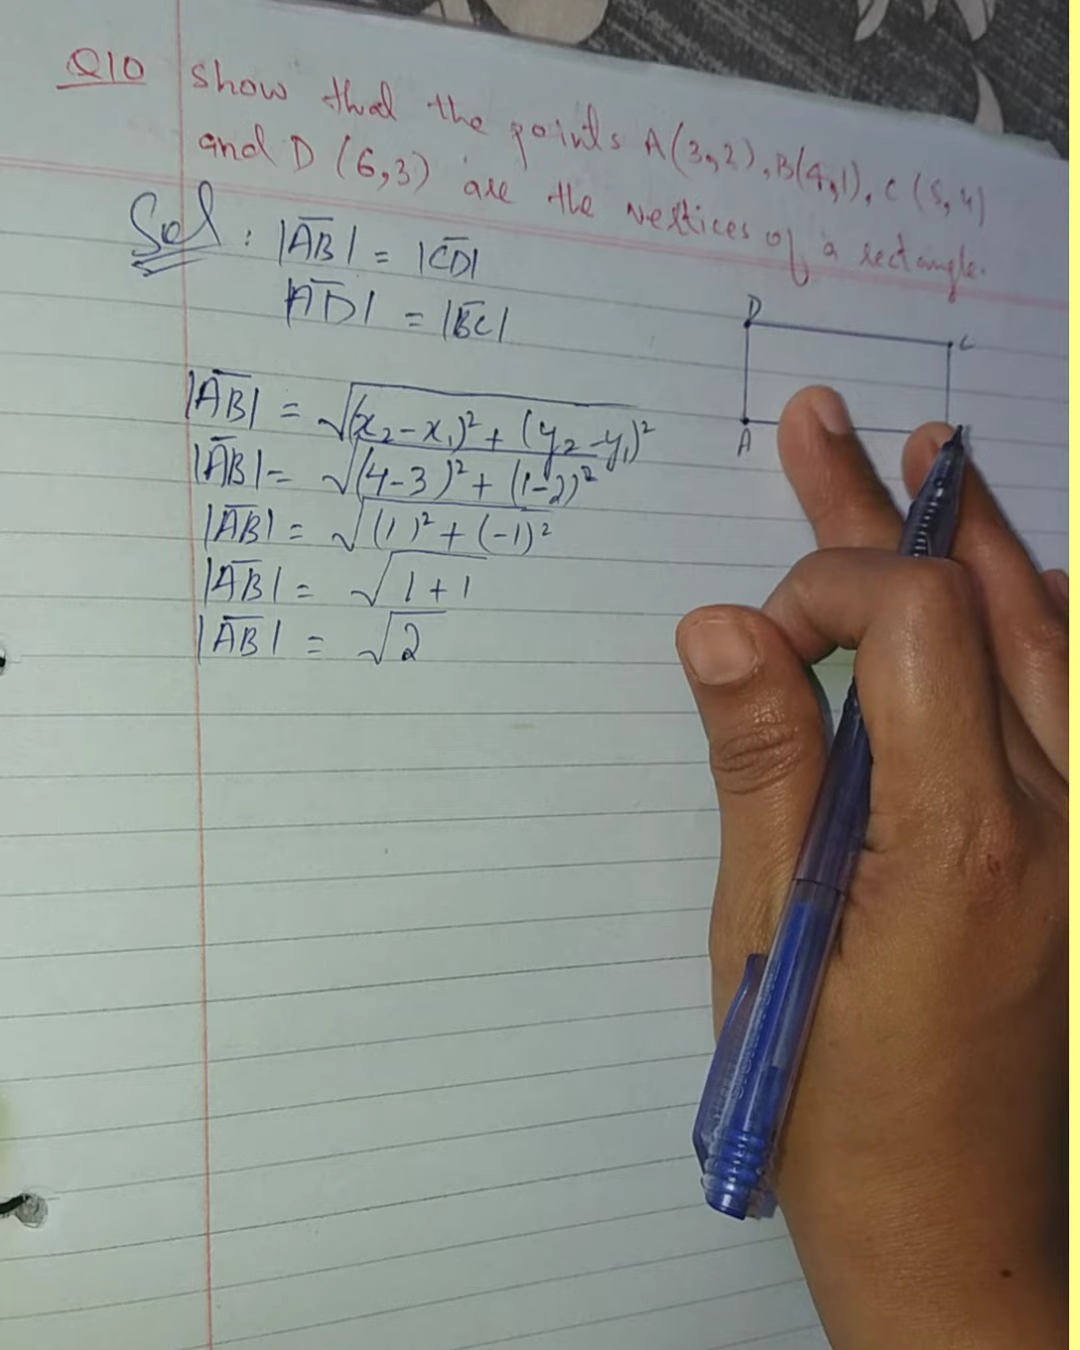 Q10 Show that the points A(3,2), B(4,1), C(5,4)
and D (6,3) are the vertices of a rectangle.
Sol: |AB| = |CD|
|AD| = |BC|
D
C
A
|AB| = √(x₂-x₁)² + (y₂-y₁)²
|AB| = √(4-3)² + (1-2)²
|AB| = √(1)² + (-1)²
|AB| = √1+1
|AB| = √2